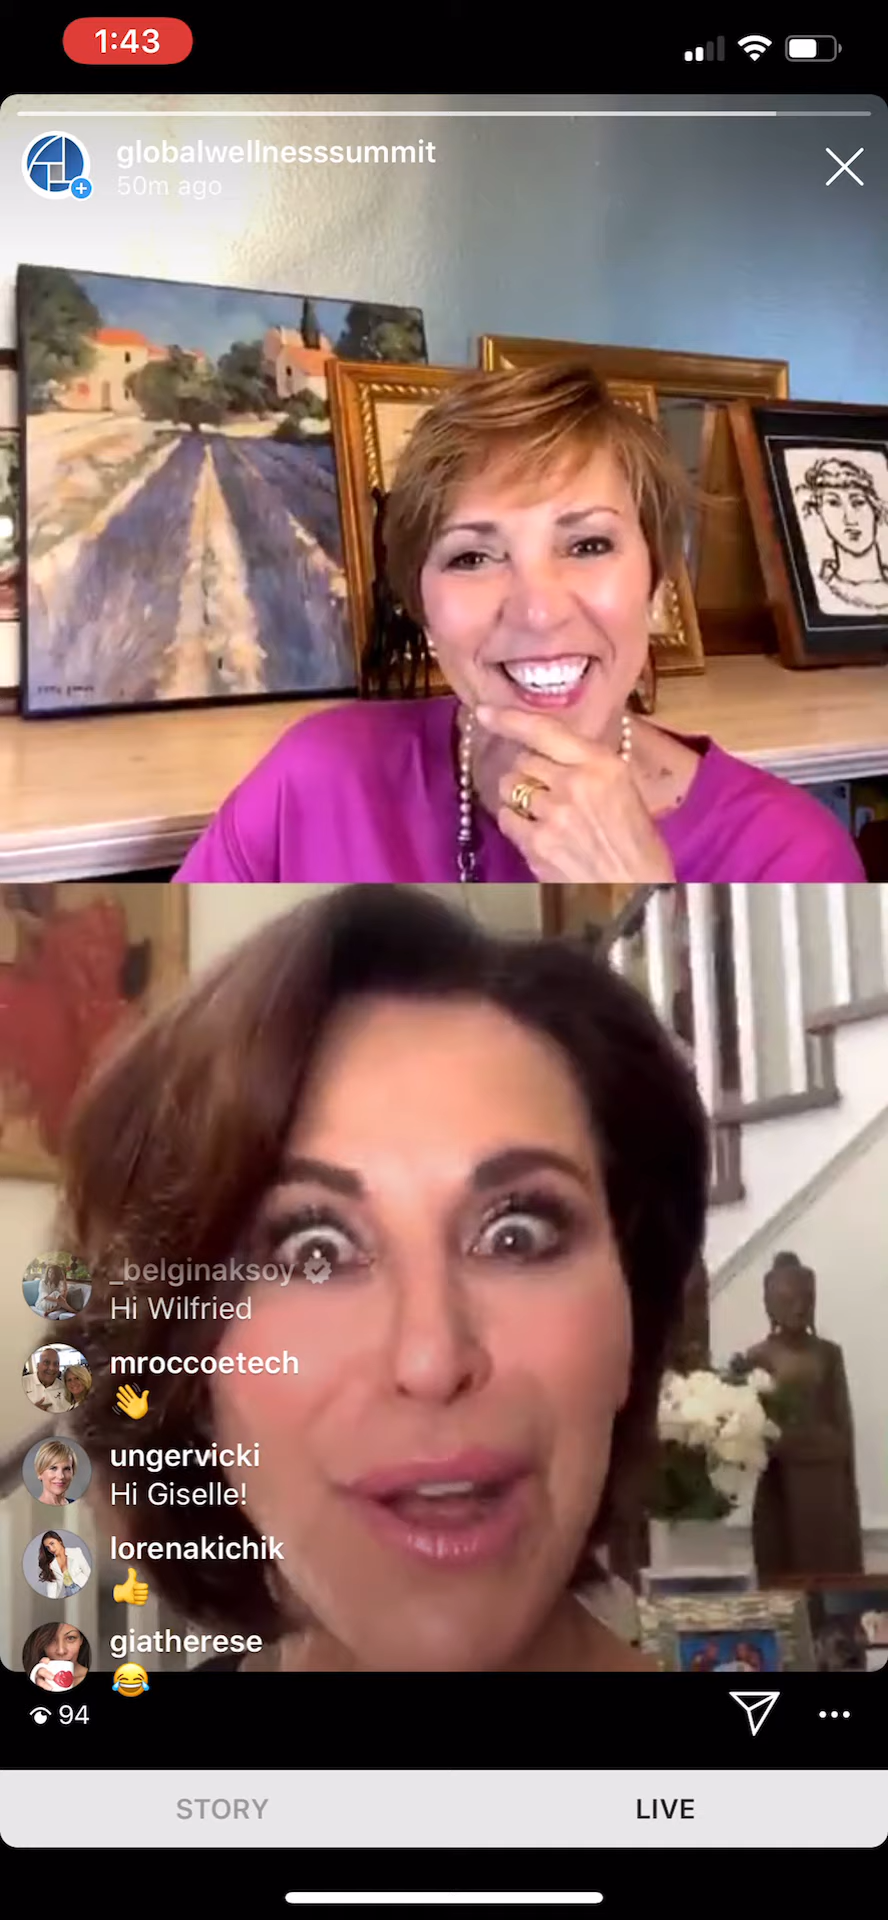 1:43
globalwellnesssummit
50m ago
_belginaksoy
Hi Wilfried
mroccoetech
👋
ungervicki
Hi Giselle!
lorenakichik
👍
giatherese
😂
94
STORY
LIVE